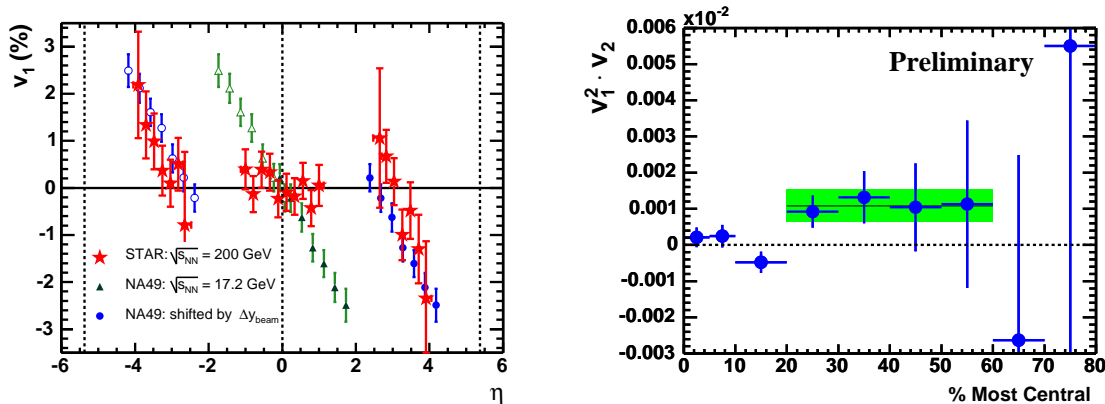 v₁ (%)
3
2
1
0
-1
-2
-3
STAR: √s_NN = 200 GeV
NA49: √s_NN = 17.2 GeV
NA49: shifted by Δy_beam
-6 -4 -2 0 2 4 6
η
x10⁻²
0.006
0.005
0.004
0.003
0.002
0.001
0
-0.001
-0.002
-0.003
v₁² · v₂
Preliminary
0 10 20 30 40 50 60 70 80
% Most Central